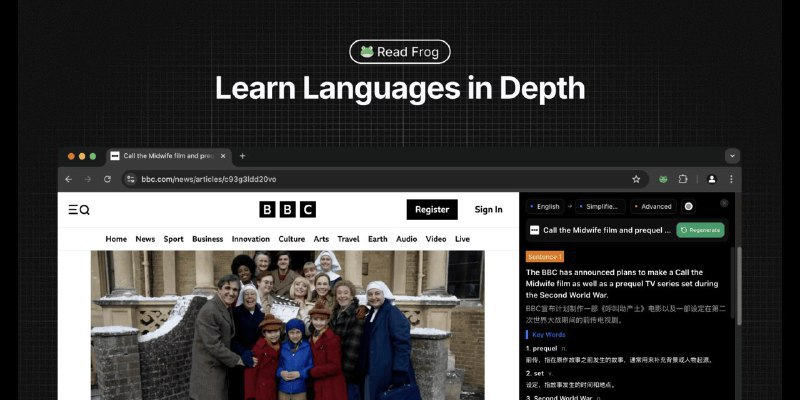 Read Frog
Learn Languages in Depth
Call the Midwife film and preq
bbc.com/news/articles/c93g3ldd20vo
BBC
Register
Sign In
Home News Sport Business Innovation Culture Arts Travel Earth Audio Video Live
English
Simplifie...
Advanced
Call the Midwife film and prequel ...
Regenerate
Sentence 1
The BBC has announced plans to make a Call the
Midwife film as well as a prequel TV series set during
the Second World War.
BBC宣布计划制作一部《呼叫助产士》电影以及一部设定在第二
次世界大战期间的前传电视剧。
Key Words
1. prequel n.
前传，指在原作故事之前发生的故事，通常用来补充背景或人物起源。
2. set v.
设定，指故事发生的时间和地点。
3. Second World War n.